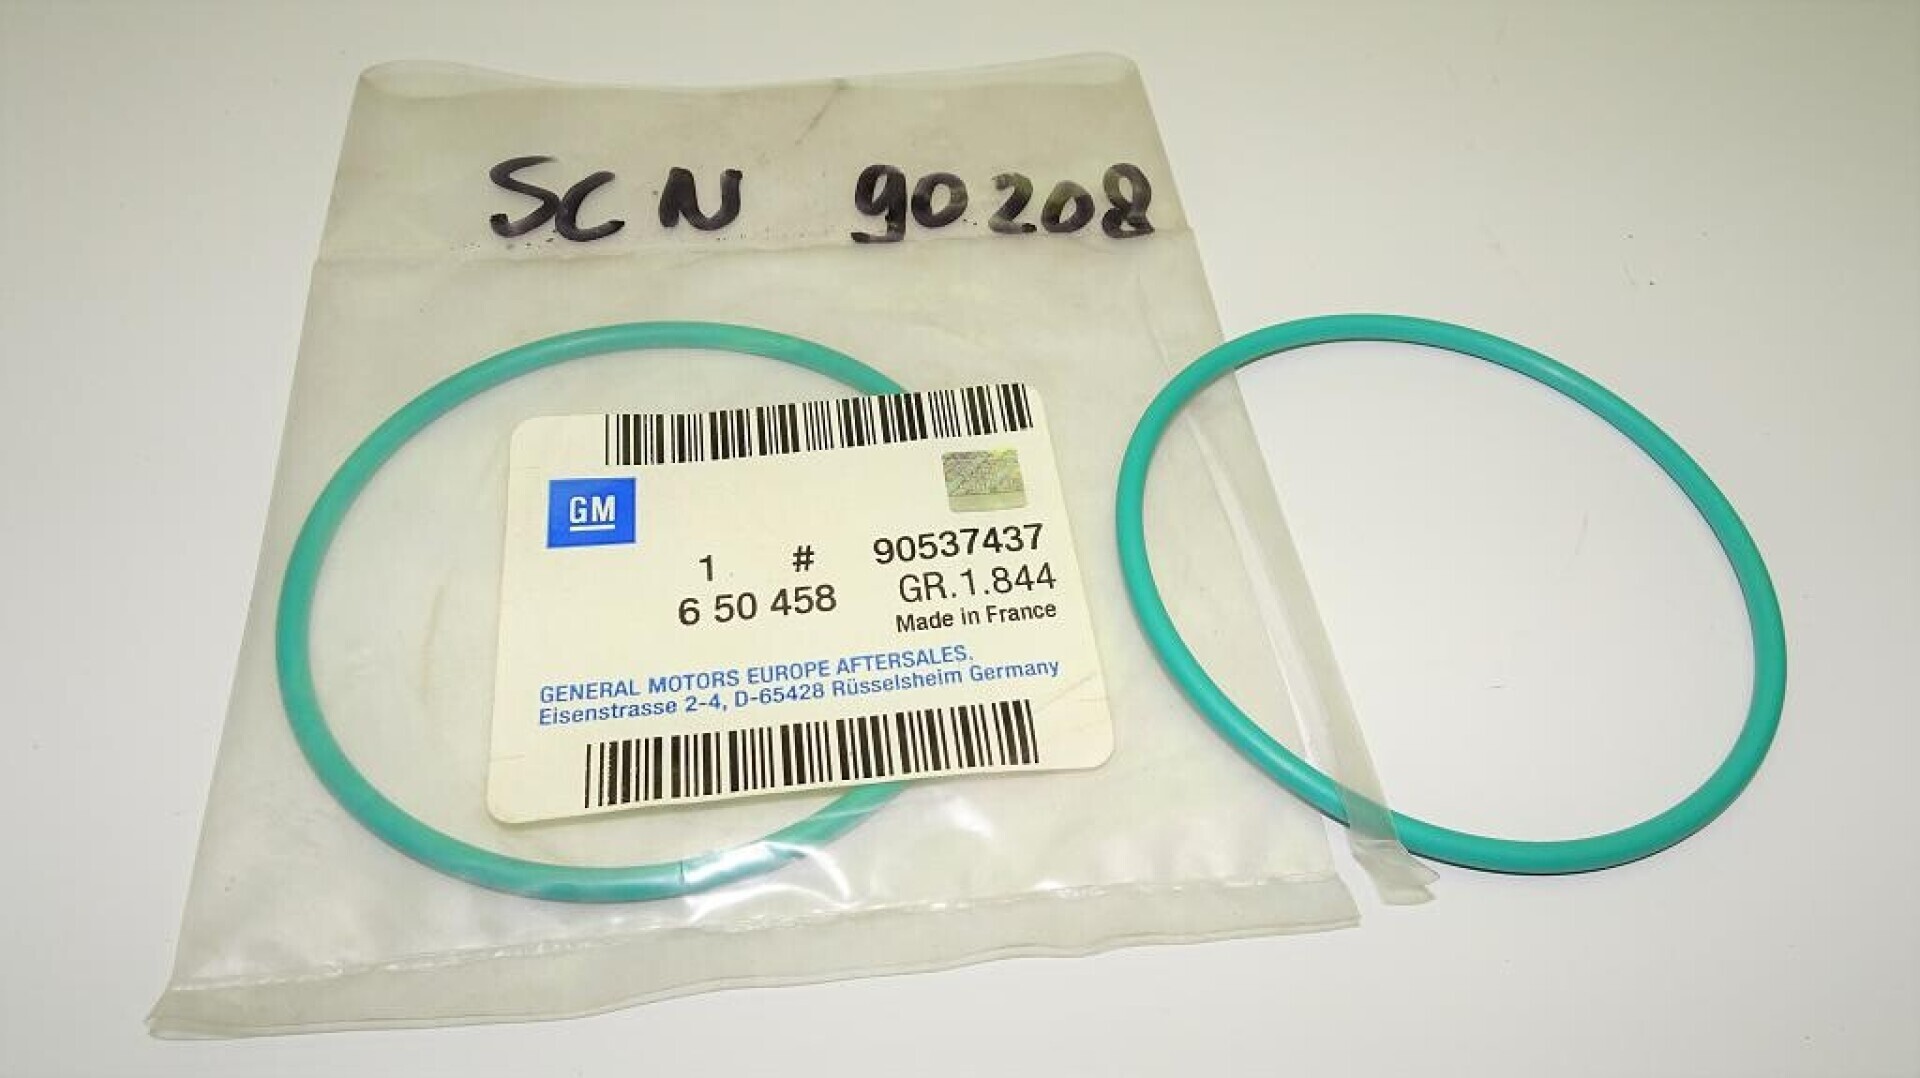 SCN 90208
GM
1 # 90537437
6 50 458 GR.1.844
Made in France
GENERAL MOTORS EUROPE AFTERSALES.
Eisenstrasse 2-4, D-65428 Rüsselsheim Germany